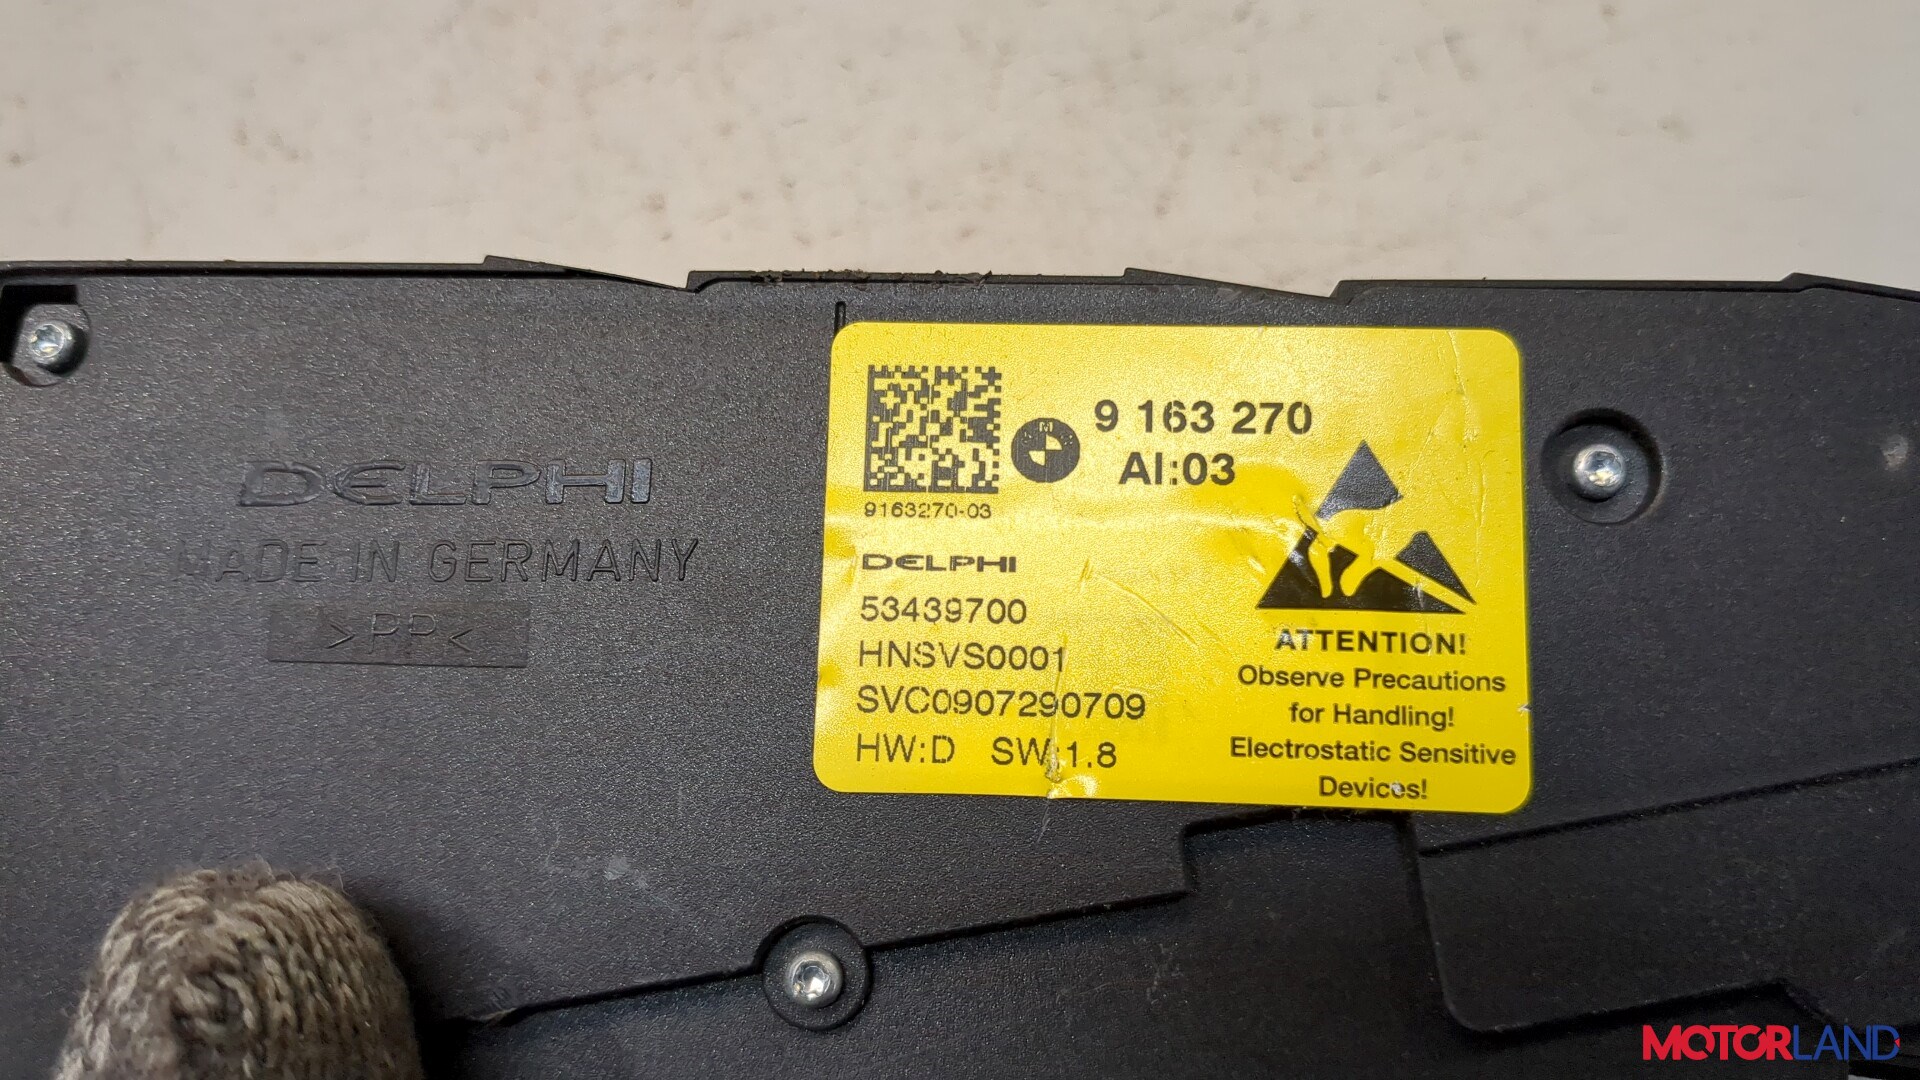 DELPHI
MADE IN GERMANY
>PP<
9 163 270
AI:03
9163270-03
DELPHI
53439700
HNSVS0001
SVC0907290709
HW:D SW:1.8
ATTENTION!
Observe Precautions
for Handling!
Electrostatic Sensitive
Devices!
MOTORLAND